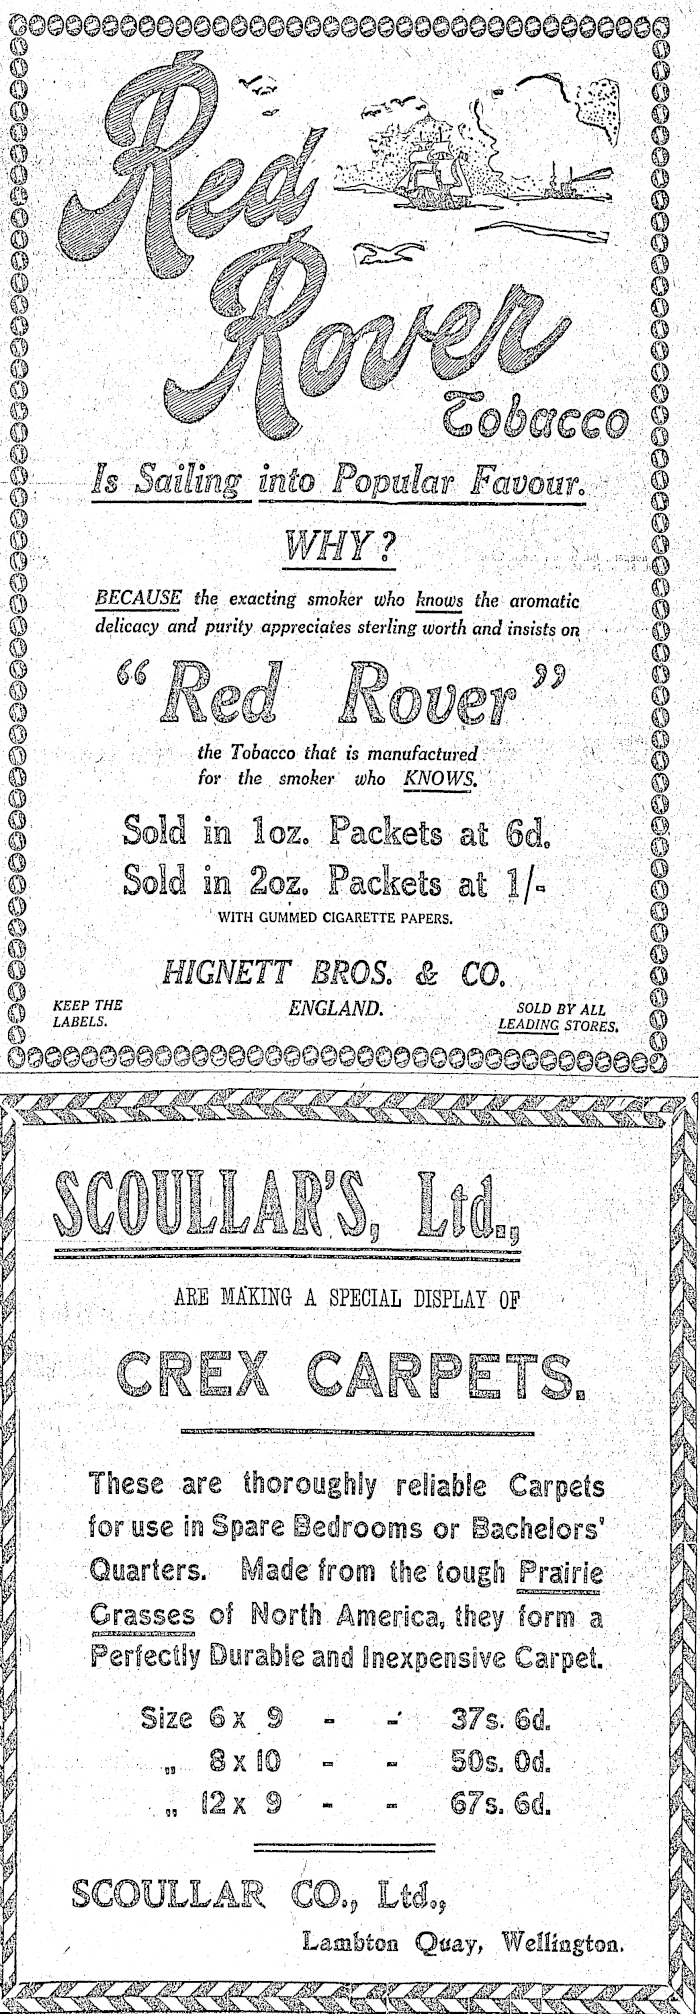 Red
Rover
Tobacco
Is Sailing into Popular Favour.
WHY?
BECAUSE the exacting smoker who knows the aromatic
delicacy and purity appreciates sterling worth and insists on
“Red Rover”
the Tobacco that is manufactured
for the smoker who KNOWS.
Sold in 1oz. Packets at 6d.
Sold in 2oz. Packets at 1/-
WITH GUMMED CIGARETTE PAPERS.
HIGNETT BROS. & CO.
ENGLAND.
KEEP THE
LABELS.
SOLD BY ALL
LEADING STORES.
SCOULLAR'S, Ltd.,
ARE MAKING A SPECIAL DISPLAY OF
CREX CARPETS.
These are thoroughly reliable Carpets
for use in Spare Bedrooms or Bachelors'
Quarters. Made from the tough Prairie
Grasses of North America, they form a
Perfectly Durable and Inexpensive Carpet.
Size 6 x 9 - - 37s. 6d.
„ 8 x 10 - - 50s. 0d.
„ 12 x 9 - - 67s. 6d.
SCOULLAR CO., Ltd.,
Lambton Quay, Wellington.